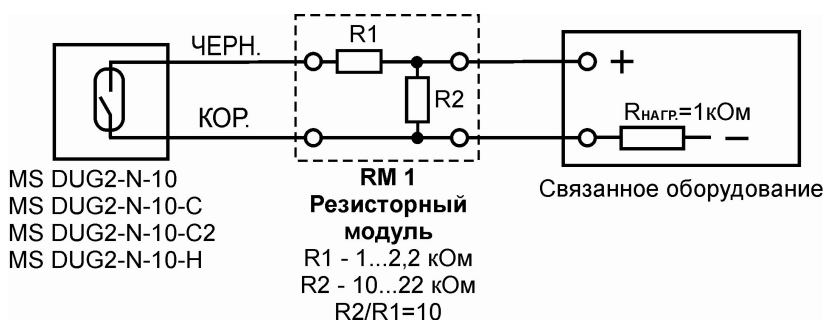 ЧЕРН.
R1
R2
КОР.
+
Rнагр.=1кОм
−
MS DUG2-N-10
MS DUG2-N-10-C
MS DUG2-N-10-C2
MS DUG2-N-10-H
RM 1
Резисторный
модуль
R1 - 1...2,2 кОм
R2 - 10...22 кОм
R2/R1=10
Связанное оборудование